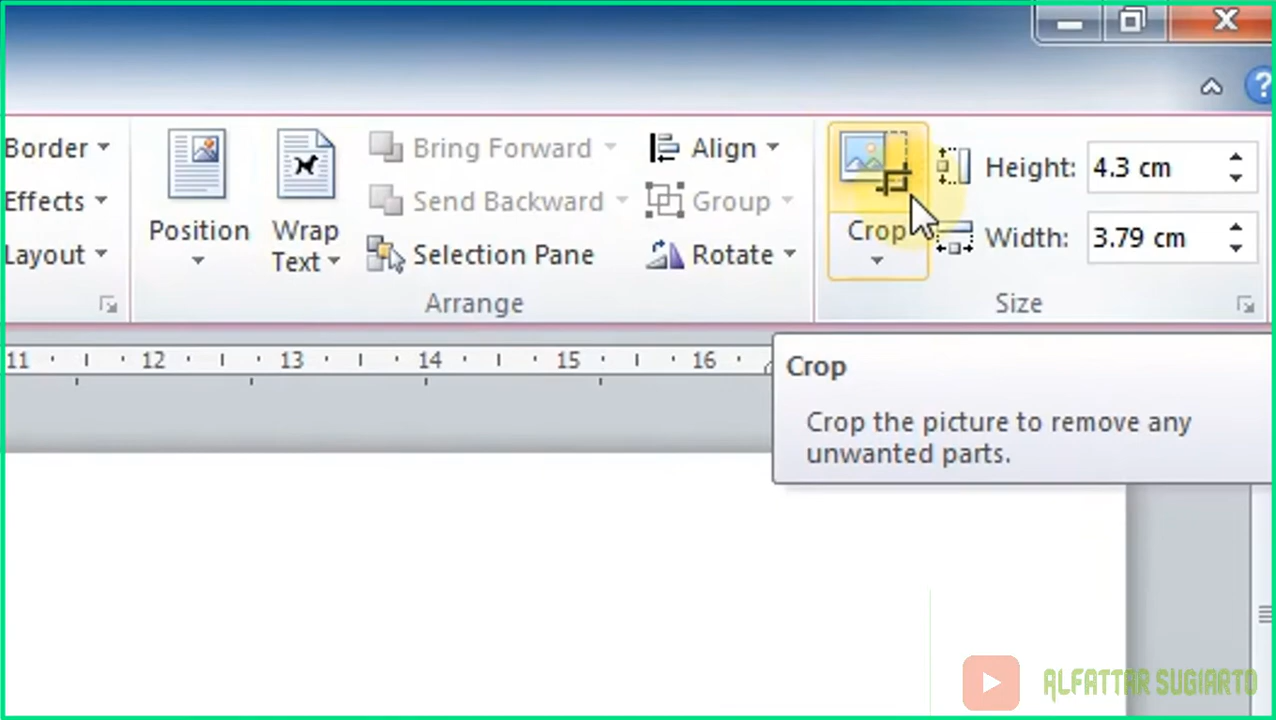 Border
Effects
Layout
Position
Wrap
Text
Bring Forward
Send Backward
Selection Pane
Align
Group
Rotate
Arrange
Crop
Height: 4.3 cm
Width: 3.79 cm
Size
?
11 12 13 14 15 16
Crop
Crop the picture to remove any
unwanted parts.
ALFATTAR SUGIARTO